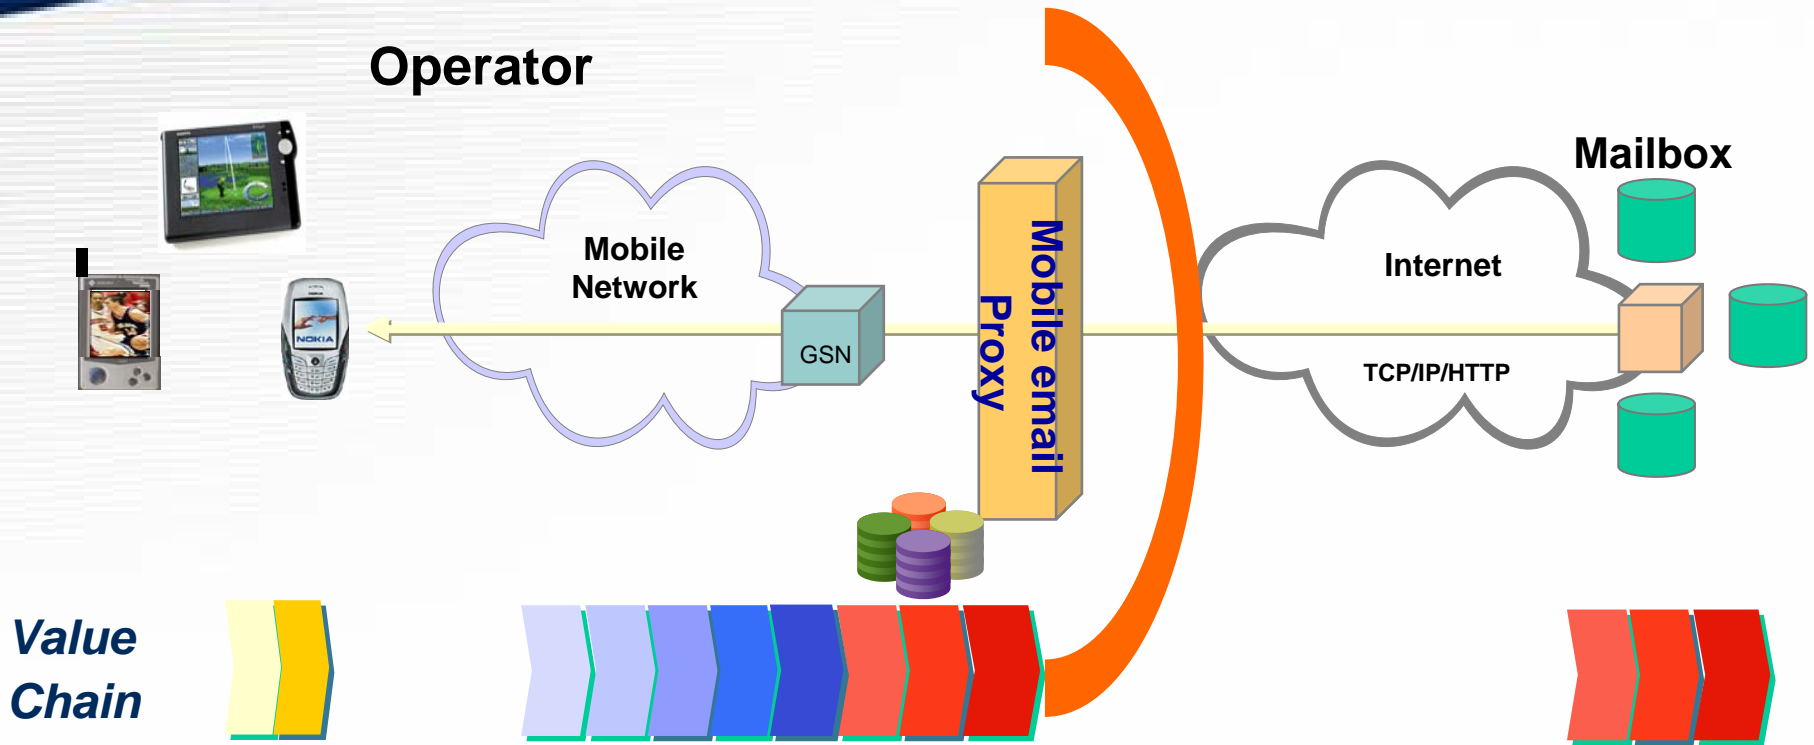 Operator
Mailbox
Mobile
Network
Internet
GSN
Mobile email
Proxy
TCP/IP/HTTP
NOKIA
Value
Chain